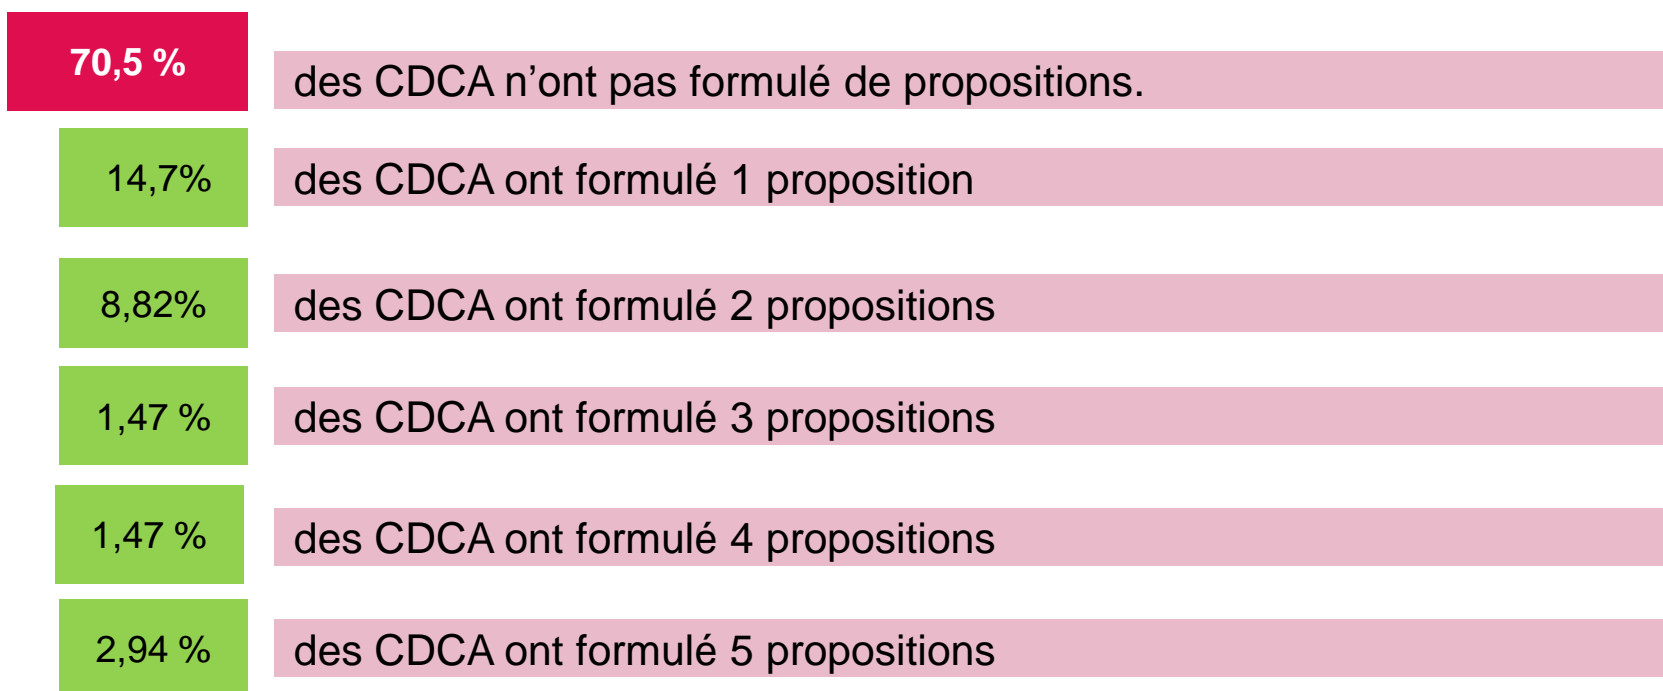 70,5 %
des CDCA n’ont pas formulé de propositions.
14,7%
des CDCA ont formulé 1 proposition
8,82%
des CDCA ont formulé 2 propositions
1,47 %
des CDCA ont formulé 3 propositions
1,47 %
des CDCA ont formulé 4 propositions
2,94 %
des CDCA ont formulé 5 propositions